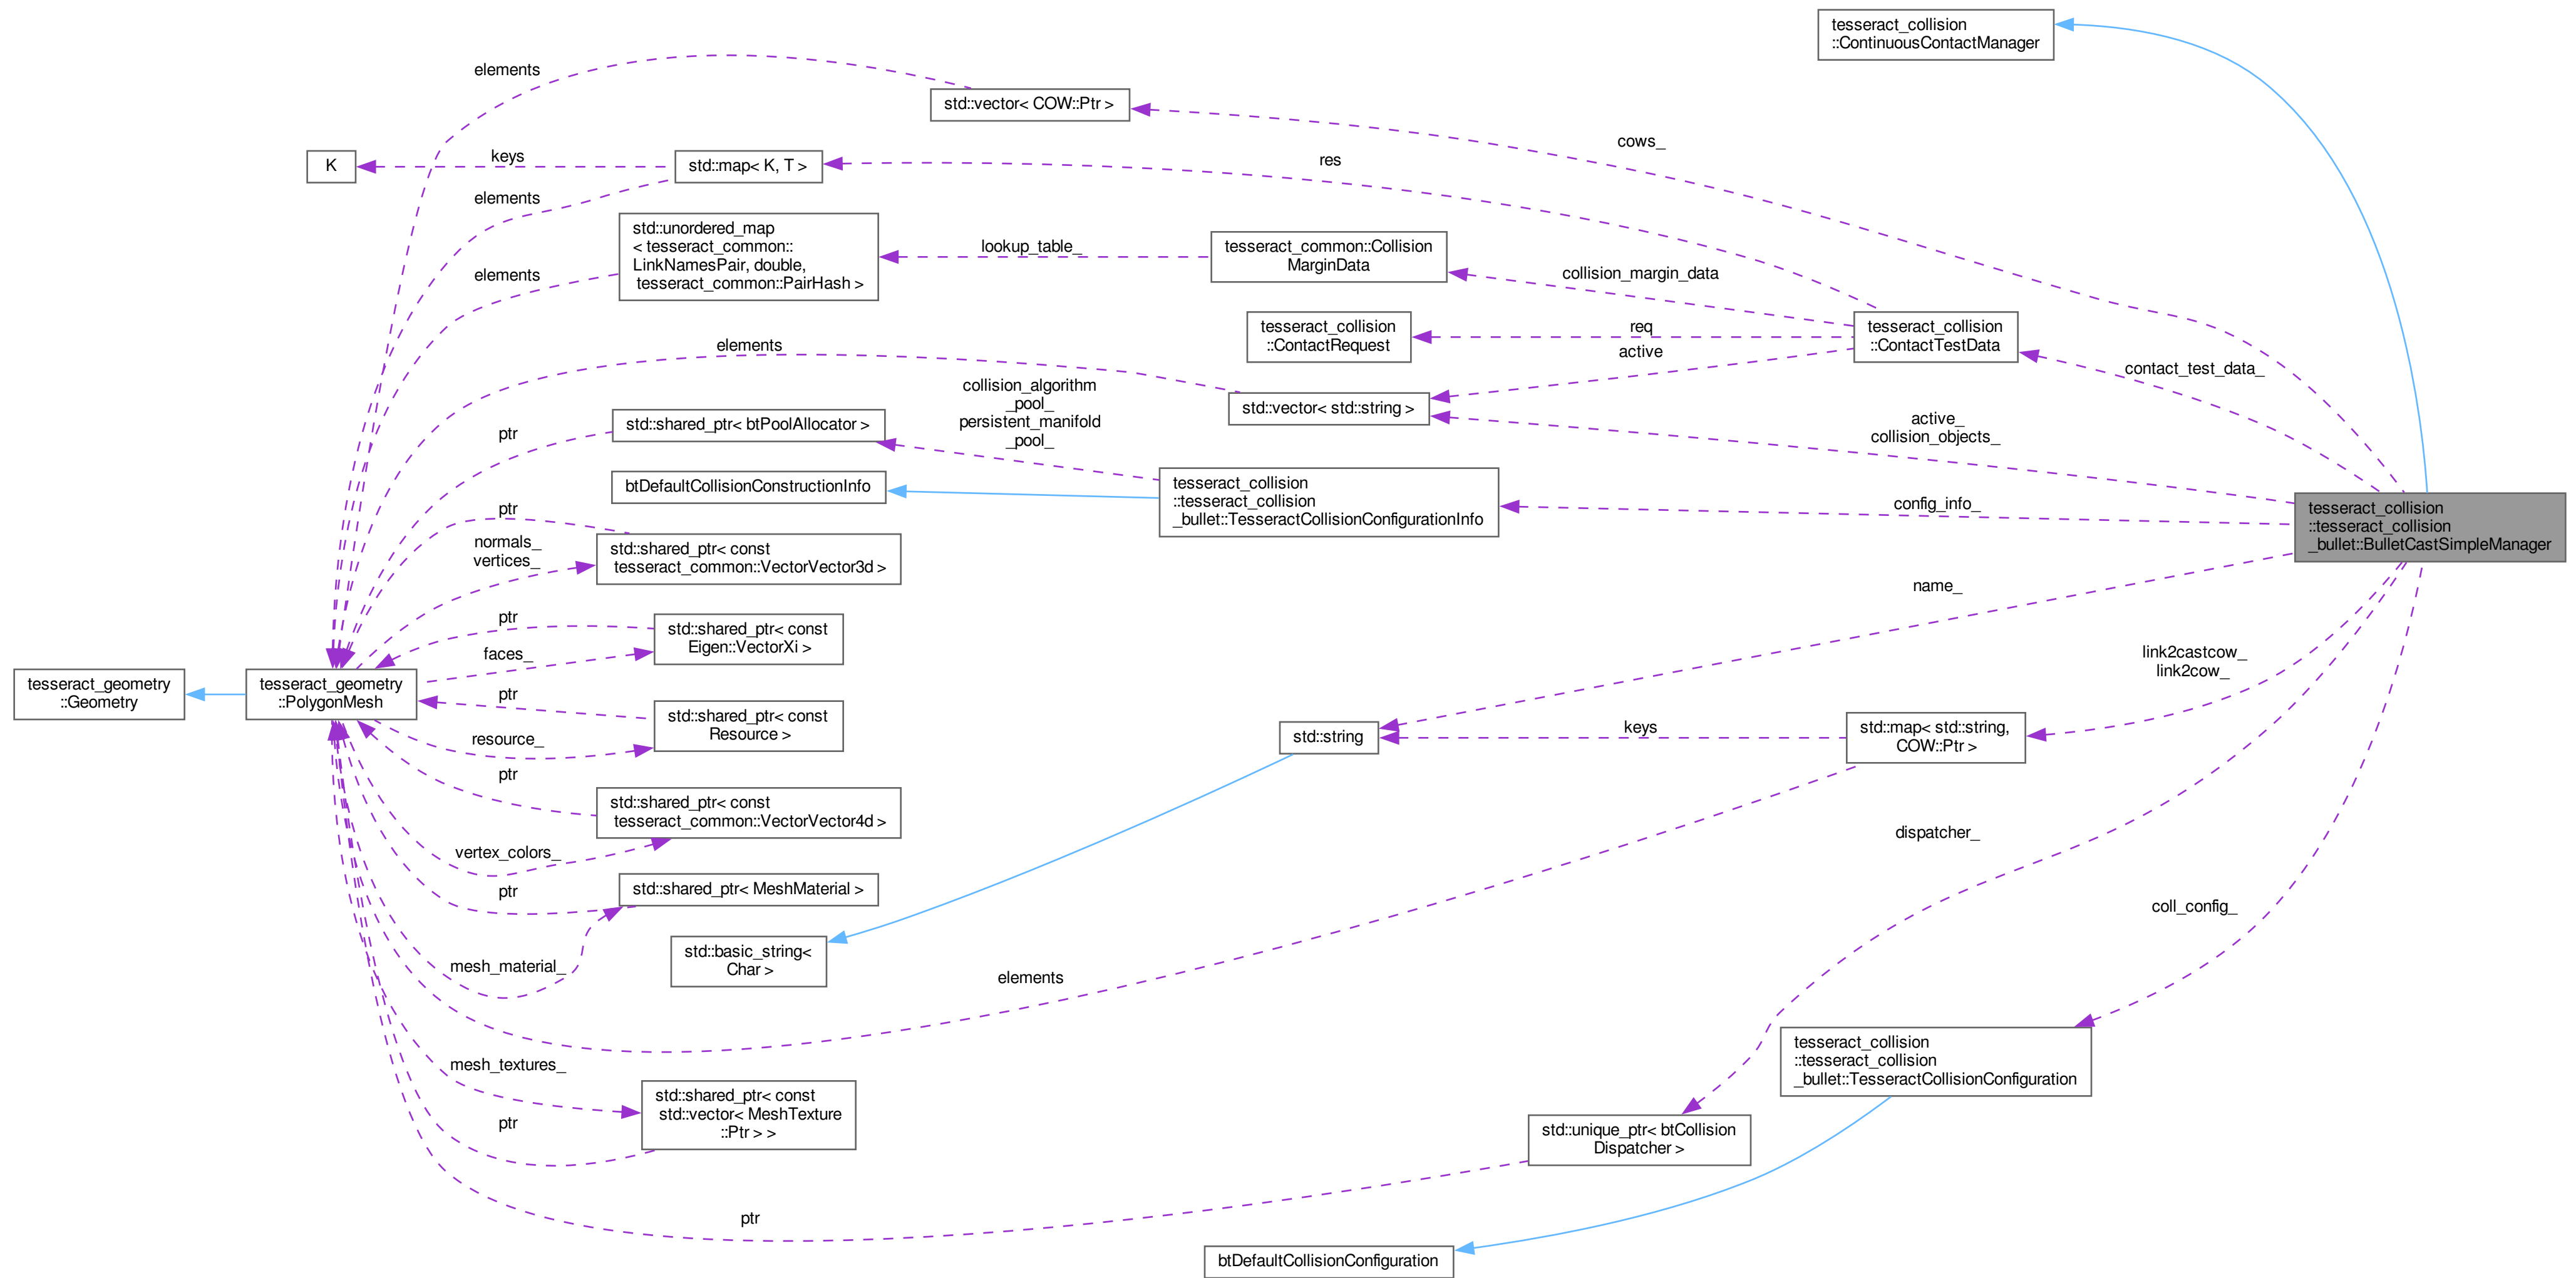 tesseract_collision
::ContinuousContactManager
elements
std::vector< COW::Ptr >
cows_
K
keys
std::map< K, T >
res
elements
std::unordered_map
< tesseract_common::
LinkNamesPair, double,
tesseract_common::PairHash >
elements
lookup_table_
tesseract_common::Collision
MarginData
collision_margin_data
tesseract_collision
::ContactRequest
req
active
tesseract_collision
::ContactTestData
contact_test_data_
elements
std::vector< std::string >
active_
collision_objects_
collision_algorithm
_pool_
persistent_manifold
_pool_
std::shared_ptr< btPoolAllocator >
ptr
btDefaultCollisionConstructionInfo
tesseract_collision
::tesseract_collision
_bullet::TesseractCollisionConfigurationInfo
config_info_
tesseract_collision
::tesseract_collision
_bullet::BulletCastSimpleManager
ptr
normals_
vertices_
std::shared_ptr< const
tesseract_common::VectorVector3d >
name_
ptr
faces_
std::shared_ptr< const
Eigen::VectorXi >
tesseract_geometry
::Geometry
tesseract_geometry
::PolygonMesh
ptr
resource_
std::shared_ptr< const
Resource >
link2castcow_
link2cow_
std::string
keys
std::map< std::string,
COW::Ptr >
ptr
vertex_colors_
std::shared_ptr< const
tesseract_common::VectorVector4d >
dispatcher_
ptr
std::shared_ptr< MeshMaterial >
coll_config_
mesh_material_
std::basic_string<
Char >
elements
mesh_textures_
ptr
std::shared_ptr< const
std::vector< MeshTexture
::Ptr > >
tesseract_collision
::tesseract_collision
_bullet::TesseractCollisionConfiguration
std::unique_ptr< btCollision
Dispatcher >
ptr
btDefaultCollisionConfiguration